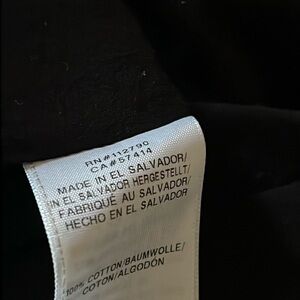 RN#112790
CA#57414
MADE IN EL SALVADOR/
IN EL SALVADOR HERGESTELLT/
FABRIQUÉ AU SALVADOR/
HECHO EN EL SALVADOR
100% COTTON/BAUMWOLLE/
COTON/ALGODÓN